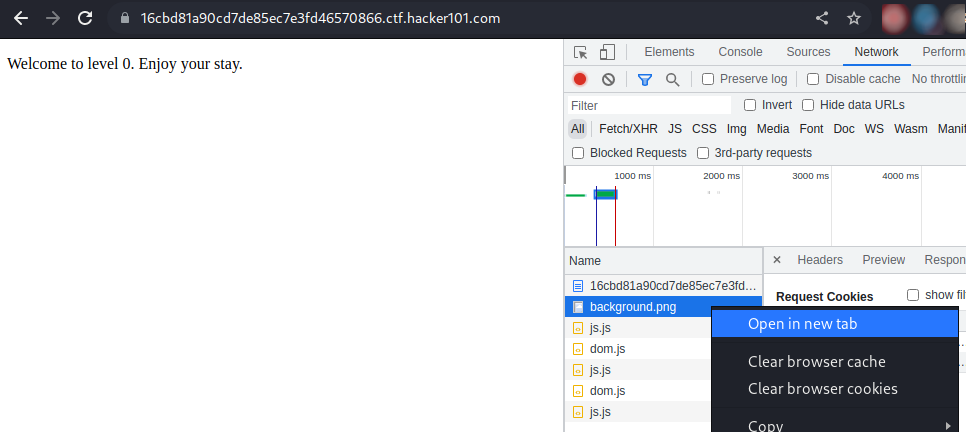 16cbd81a90cd7de85ec7e3fd46570866.ctf.hacker101.com
Welcome to level 0. Enjoy your stay.
Elements Console Sources Network Perform
Preserve log Disable cache No throttlin
Filter Invert Hide data URLs
All Fetch/XHR JS CSS Img Media Font Doc WS Wasm Manif
Blocked Requests 3rd-party requests
1000 ms 2000 ms 3000 ms 4000 ms
Name Headers Preview Respon
16cbd81a90cd7de85ec7e3fd... Request Cookies show fil
background.png
Open in new tab
js.js
dom.js
Clear browser cache
js.js
dom.js
Clear browser cookies
js.js
Copy